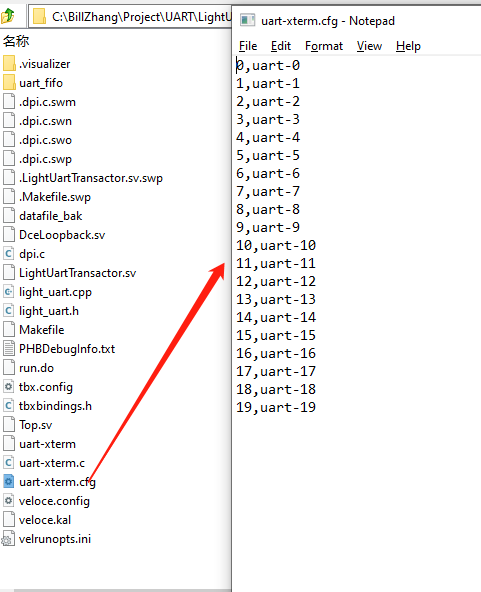 C:\BillZhang\Project\UART\LightU
名称
.visualizer
uart_fifo
.dpi.c.swm
.dpi.c.swn
.dpi.c.swo
.dpi.c.swp
.LightUartTransactor.sv.swp
.Makefile.swp
datafile_bak
DceLoopback.sv
dpi.c
LightUartTransactor.sv
light_uart.cpp
light_uart.h
Makefile
PHBDebugInfo.txt
run.do
tbx.config
tbxbindings.h
Top.sv
uart-xterm
uart-xterm.c
uart-xterm.cfg
veloce.config
veloce.kal
velrunopts.ini
uart-xterm.cfg - Notepad
File Edit Format View Help
0,uart-0
1,uart-1
2,uart-2
3,uart-3
4,uart-4
5,uart-5
6,uart-6
7,uart-7
8,uart-8
9,uart-9
10,uart-10
11,uart-11
12,uart-12
13,uart-13
14,uart-14
15,uart-15
16,uart-16
17,uart-17
18,uart-18
19,uart-19